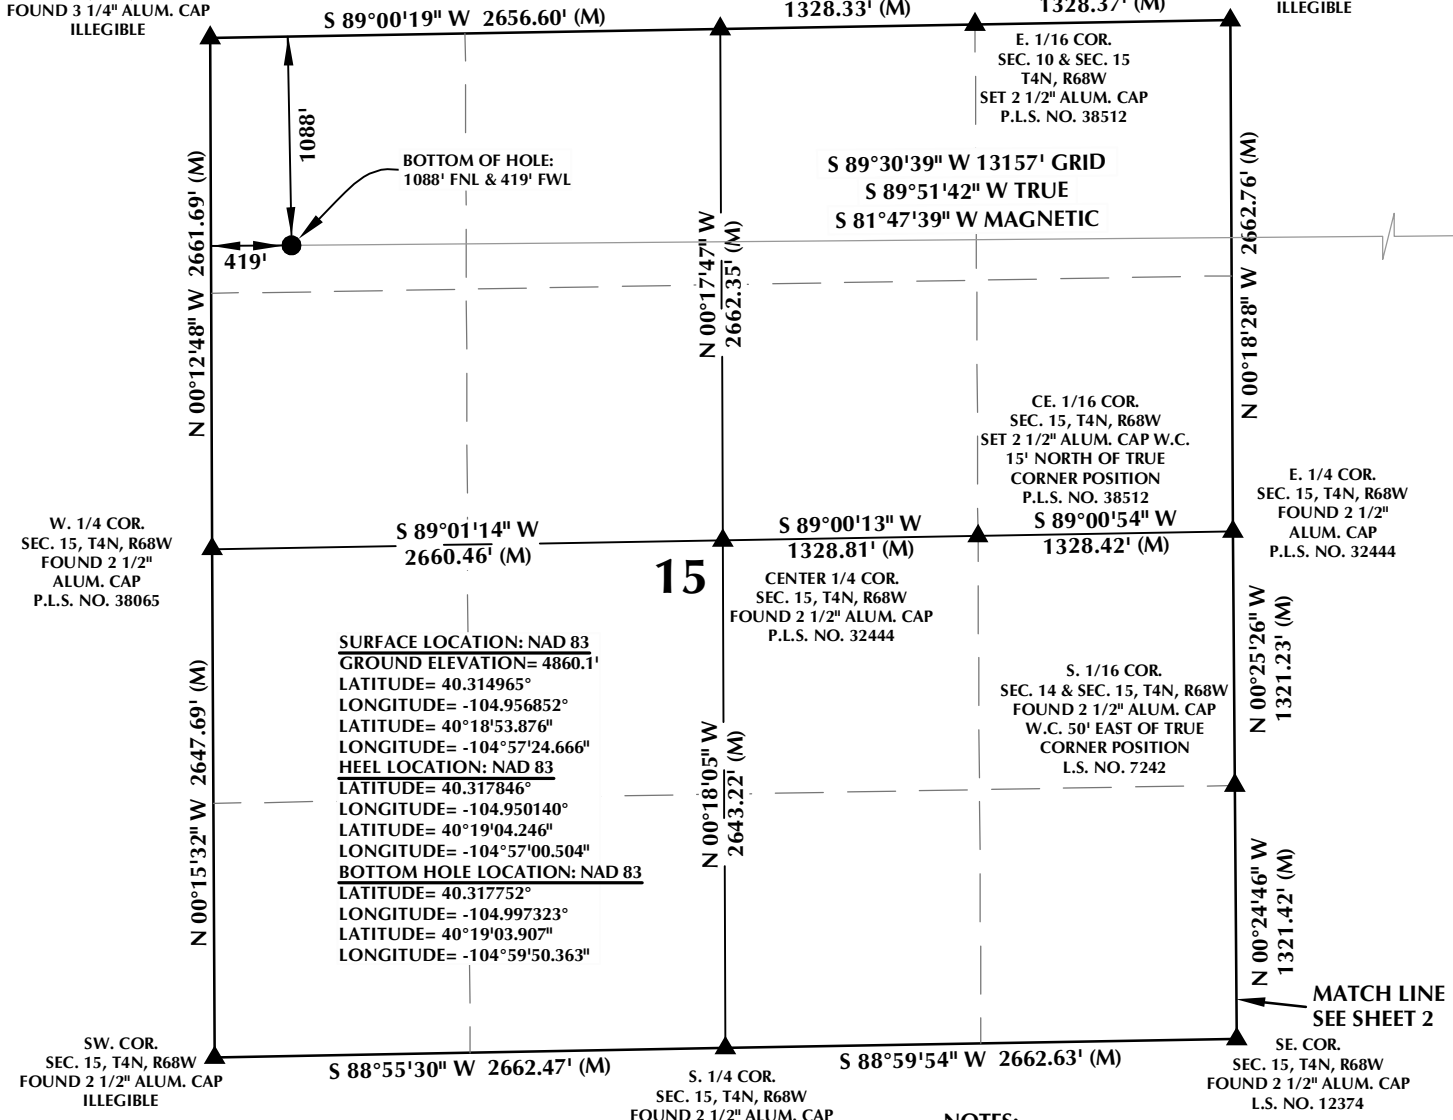 FOUND 3 1/4" ALUM. CAP
ILLEGIBLE
S 89°00'19" W 2656.60' (M)
1328.33' (M)
1328.37' (M)
ILLEGIBLE
E. 1/16 COR.
SEC. 10 & SEC. 15
T4N, R68W
SET 2 1/2" ALUM. CAP
P.L.S. NO. 38512
1088'
BOTTOM OF HOLE:
1088' FNL & 419' FWL
S 89°30'39" W 13157' GRID
S 89°51'42" W TRUE
S 81°47'39" W MAGNETIC
419'
N 00°12'48" W 2661.69' (M)
N 00°17'47" W
2662.35' (M)
N 00°18'28" W 2662.76' (M)
CE. 1/16 COR.
SEC. 15, T4N, R68W
SET 2 1/2" ALUM. CAP W.C.
15' NORTH OF TRUE
CORNER POSITION
P.L.S. NO. 38512
E. 1/4 COR.
SEC. 15, T4N, R68W
FOUND 2 1/2"
ALUM. CAP
P.L.S. NO. 32444
W. 1/4 COR.
SEC. 15, T4N, R68W
FOUND 2 1/2"
ALUM. CAP
P.L.S. NO. 38065
S 89°01'14" W
2660.46' (M)
S 89°00'13" W
1328.81' (M)
S 89°00'54" W
1328.42' (M)
15
CENTER 1/4 COR.
SEC. 15, T4N, R68W
FOUND 2 1/2" ALUM. CAP
P.L.S. NO. 32444
SURFACE LOCATION: NAD 83
GROUND ELEVATION= 4860.1'
LATITUDE= 40.314965°
LONGITUDE= -104.956852°
LATITUDE= 40°18'53.876"
LONGITUDE= -104°57'24.666"
HEEL LOCATION: NAD 83
LATITUDE= 40.317846°
LONGITUDE= -104.950140°
LATITUDE= 40°19'04.246"
LONGITUDE= -104°57'00.504"
BOTTOM HOLE LOCATION: NAD 83
LATITUDE= 40.317752°
LONGITUDE= -104.997323°
LATITUDE= 40°19'03.907"
LONGITUDE= -104°59'50.363"
N 00°15'32" W 2647.69' (M)
N 00°18'05" W
2643.22' (M)
S. 1/16 COR.
SEC. 14 & SEC. 15, T4N, R68W
FOUND 2 1/2" ALUM. CAP
W.C. 50' EAST OF TRUE
CORNER POSITION
L.S. NO. 7242
N 00°25'26" W
1321.23' (M)
N 00°24'46" W
1321.42' (M)
MATCH LINE
SEE SHEET 2
SW. COR.
SEC. 15, T4N, R68W
FOUND 2 1/2" ALUM. CAP
ILLEGIBLE
S 88°55'30" W 2662.47' (M)
S. 1/4 COR.
SEC. 15, T4N, R68W
FOUND 2 1/2" ALUM. CAP
S 88°59'54" W 2662.63' (M)
SE. COR.
SEC. 15, T4N, R68W
FOUND 2 1/2" ALUM. CAP
L.S. NO. 12374
NOTES: